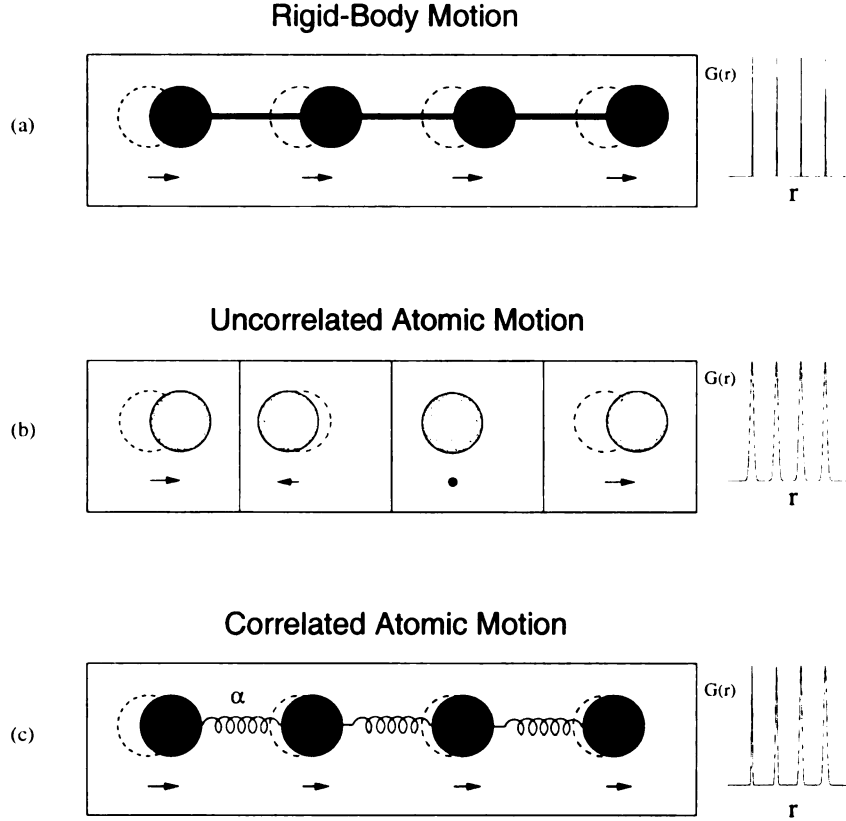 Rigid-Body Motion
(a)
G(r)
r
Uncorrelated Atomic Motion
(b)
G(r)
r
Correlated Atomic Motion
(c)
α
G(r)
r